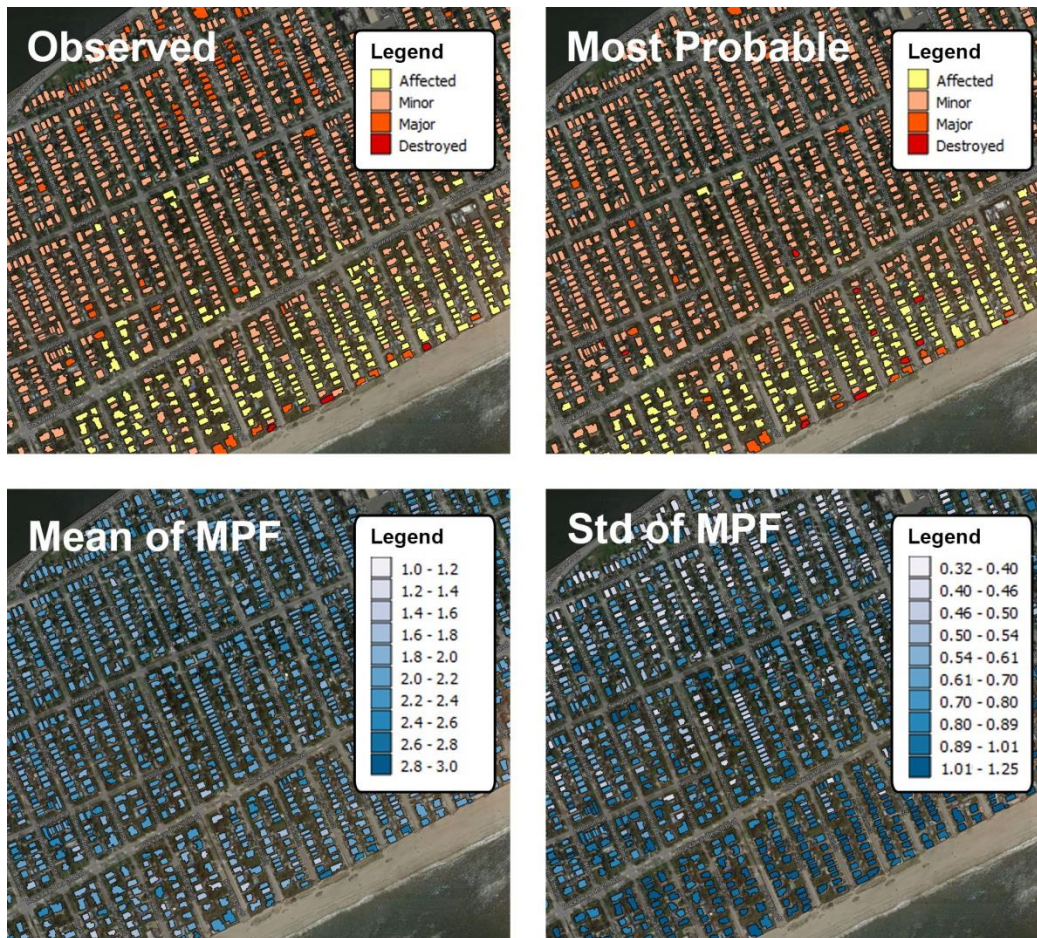 Observed
Legend
Affected
Minor
Major
Destroyed
Most Probable
Legend
Affected
Minor
Major
Destroyed
Mean of MPF
Legend
1.0 - 1.2
1.2 - 1.4
1.4 - 1.6
1.6 - 1.8
1.8 - 2.0
2.0 - 2.2
2.2 - 2.4
2.4 - 2.6
2.6 - 2.8
2.8 - 3.0
Std of MPF
Legend
0.32 - 0.40
0.40 - 0.46
0.46 - 0.50
0.50 - 0.54
0.54 - 0.61
0.61 - 0.70
0.70 - 0.80
0.80 - 0.89
0.89 - 1.01
1.01 - 1.25